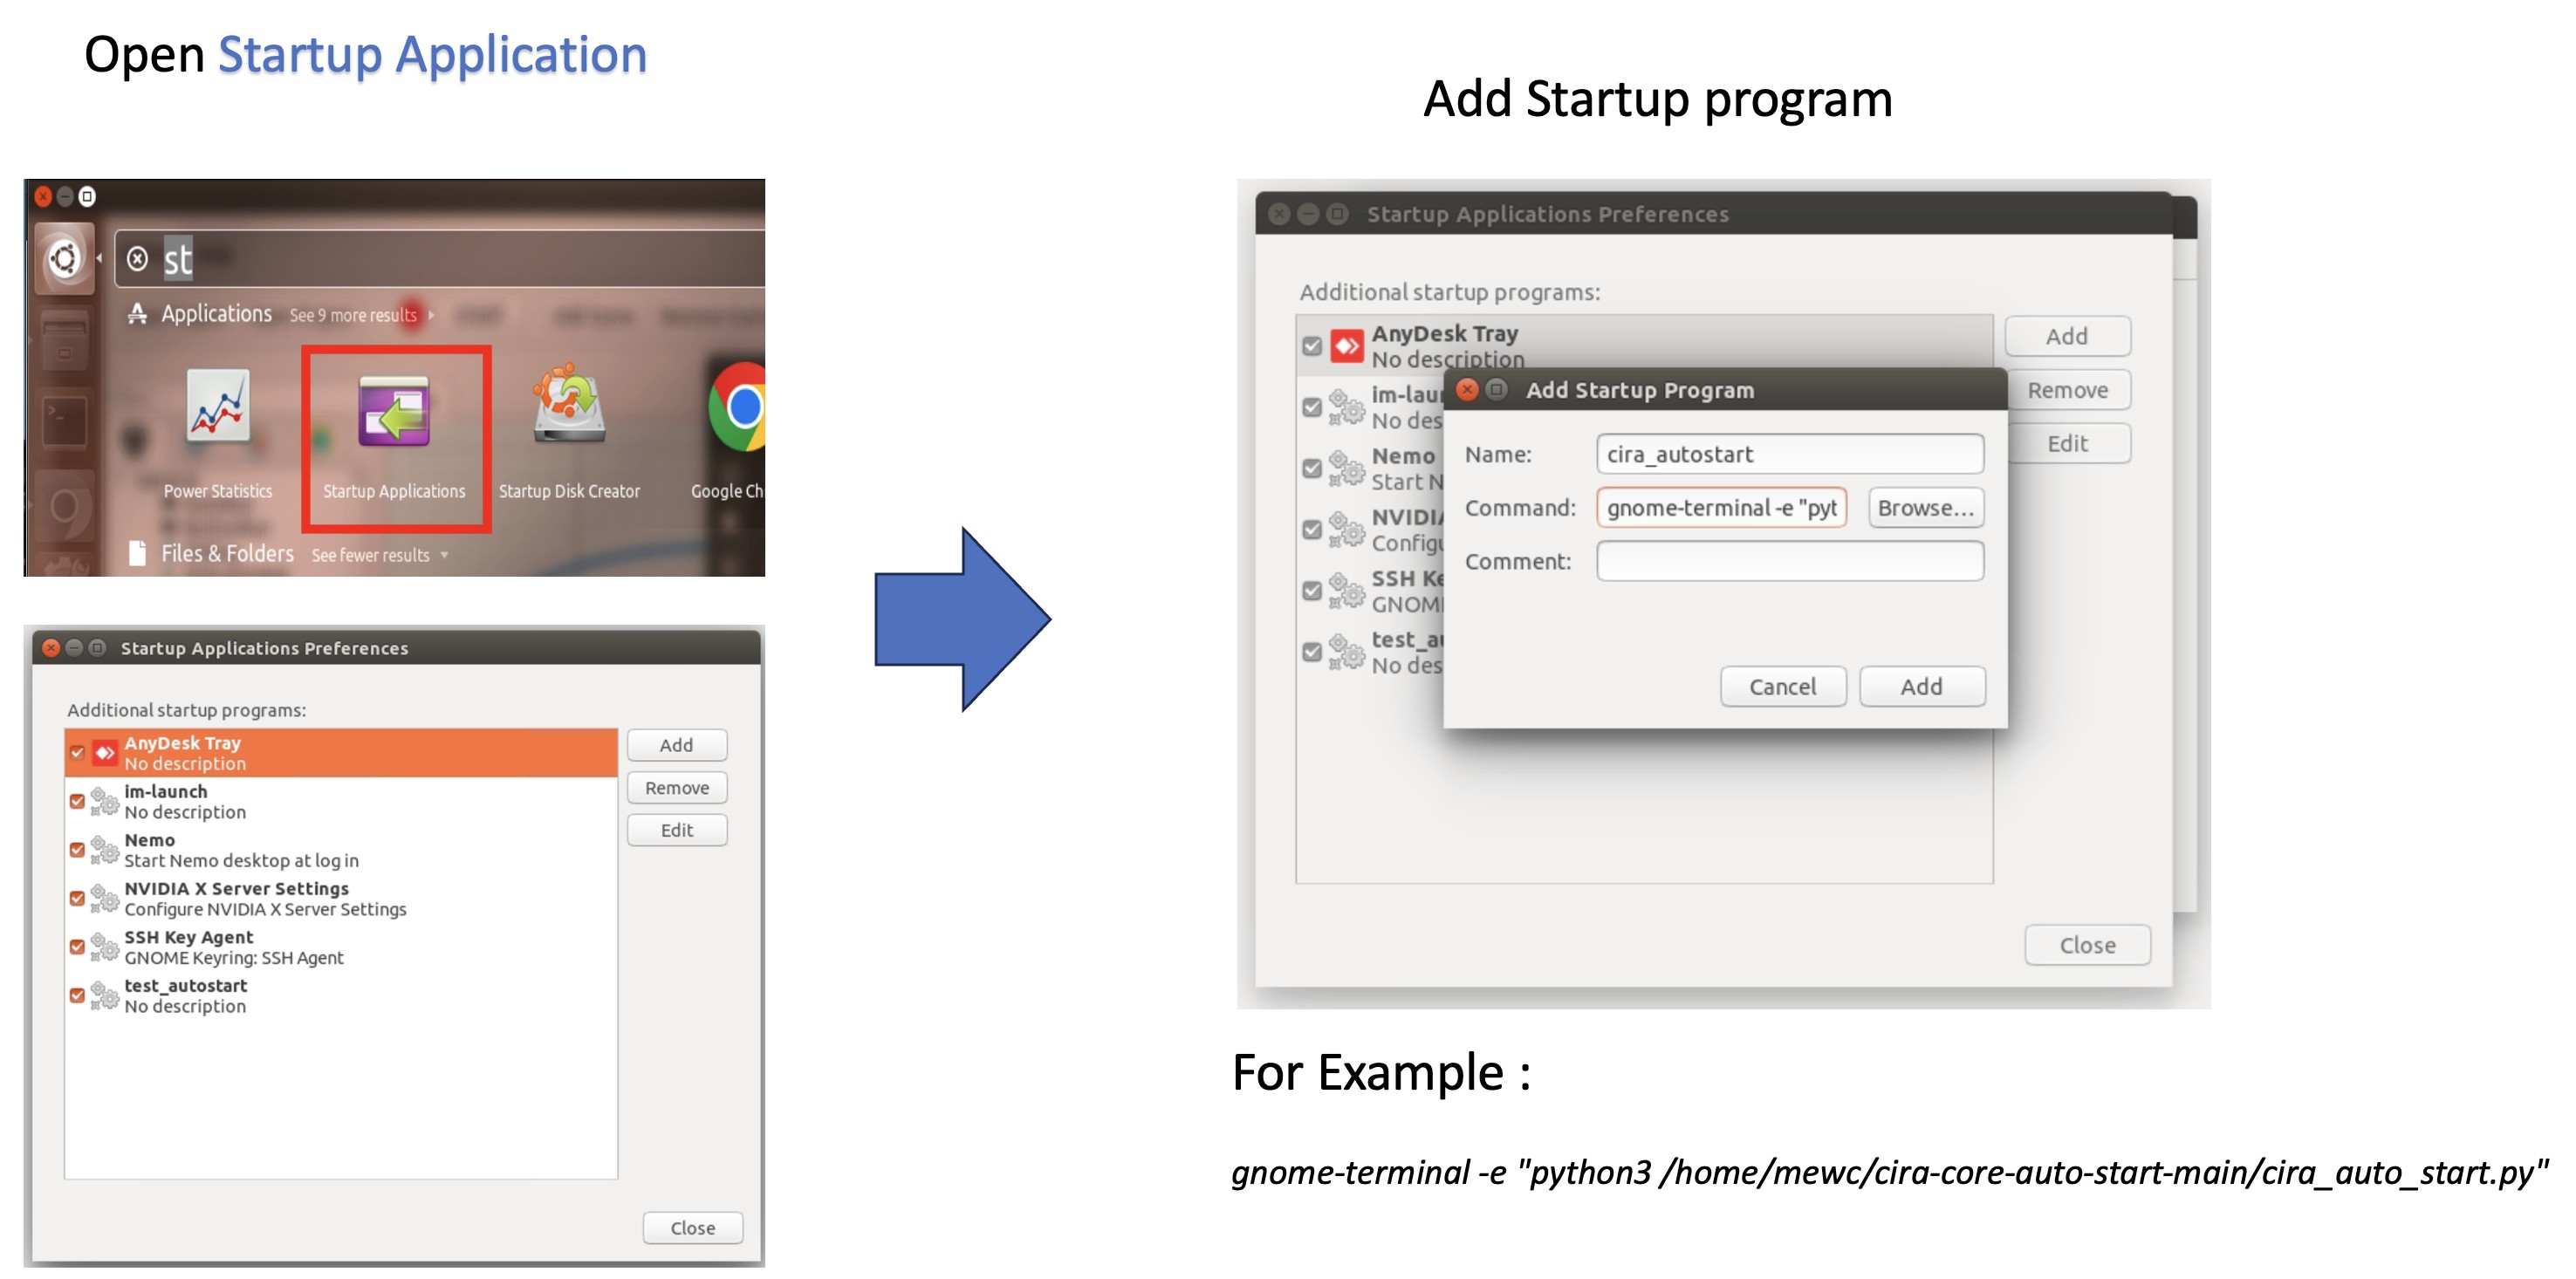 Open Startup Application
st
Applications See 9 more results
Power Statistics
Startup Applications
Startup Disk Creator
Google Ch
Files & Folders See fewer results
Startup Applications Preferences
Additional startup programs:
AnyDesk Tray
No description
im-launch
No description
Nemo
Start Nemo desktop at log in
NVIDIA X Server Settings
Configure NVIDIA X Server Settings
SSH Key Agent
GNOME Keyring: SSH Agent
test_autostart
No description
Add
Remove
Edit
Close
Add Startup program
Startup Applications Preferences
Additional startup programs:
AnyDesk Tray
No description
im-laun
No des
Nemo
Start N
NVIDIA
Configu
SSH Ke
GNOM
test_au
No des
Add
Remove
Edit
Add Startup Program
Name: cira_autostart
Command: gnome-terminal -e "pyt Browse...
Comment:
Cancel Add
Close
For Example :
gnome-terminal -e "python3 /home/mewc/cira-core-auto-start-main/cira_auto_start.py"